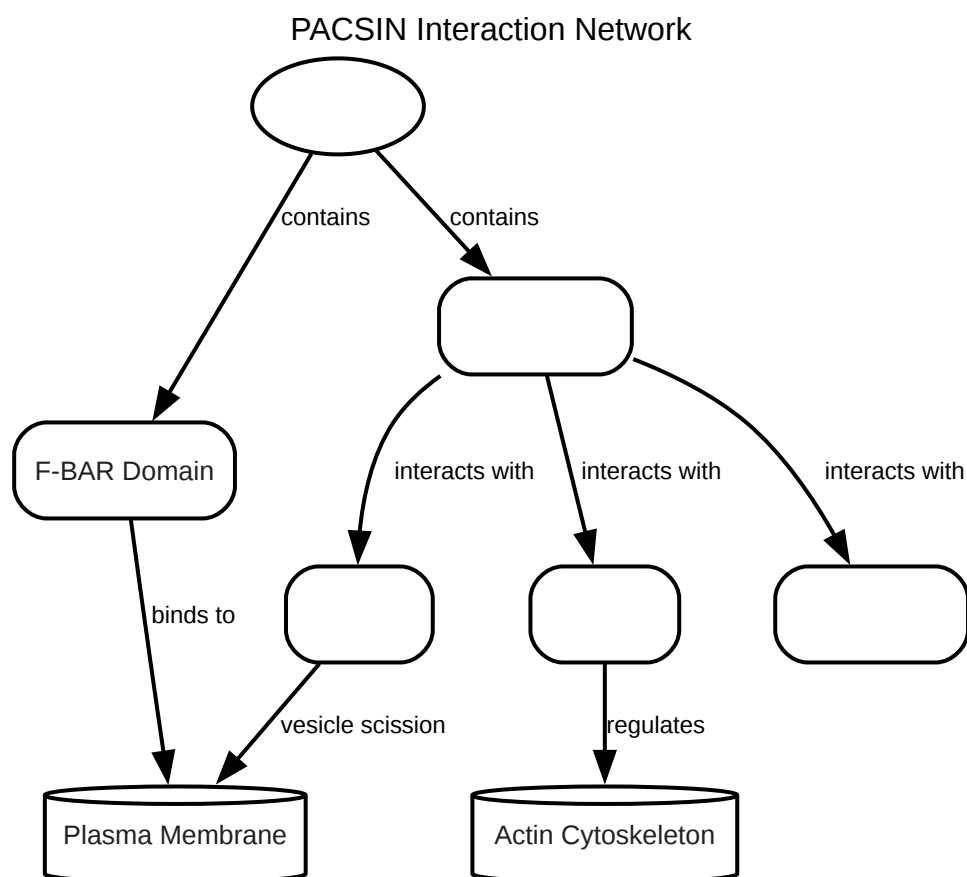 PACSIN Interaction Network
contains
contains
F-BAR Domain
interacts with
interacts with
interacts with
binds to
vesicle scission
regulates
Plasma Membrane
Actin Cytoskeleton